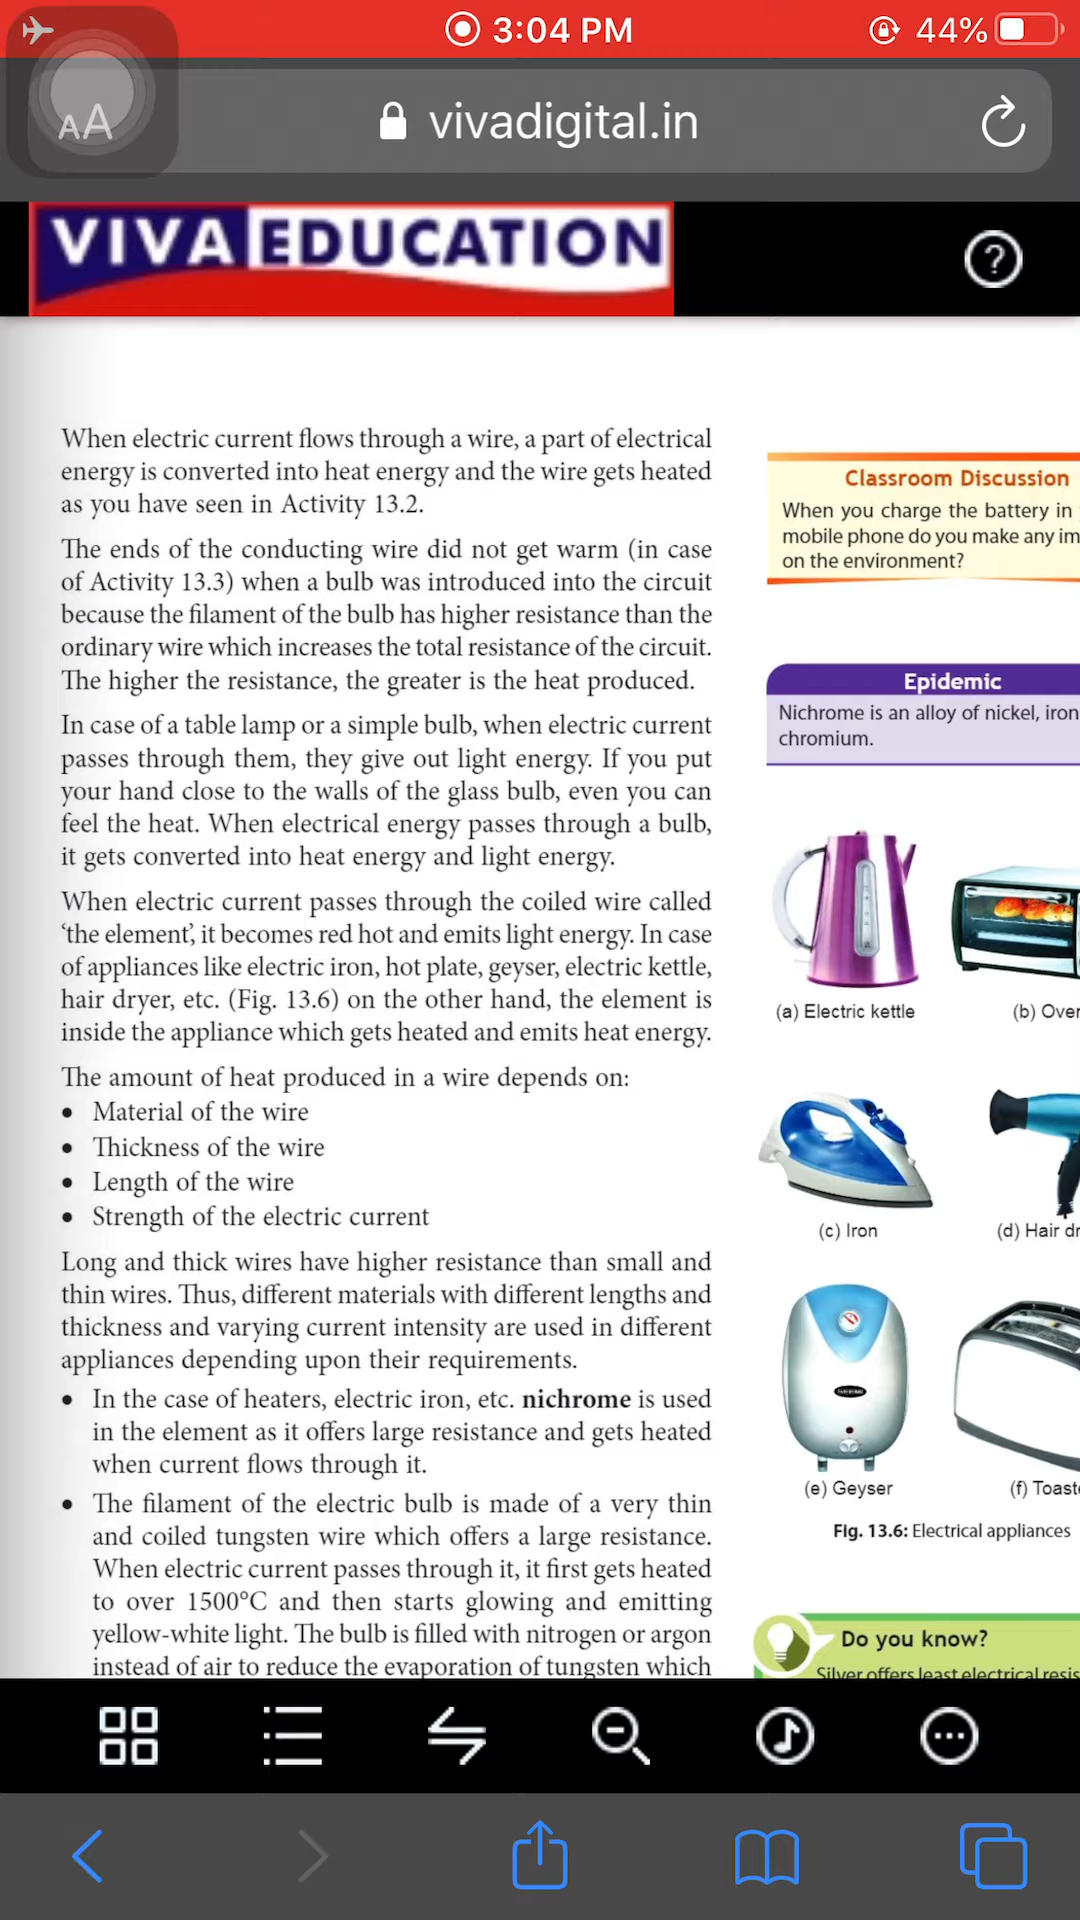 3:04 PM
44%
AA
vivadigital.in
VIVA EDUCATION
?
When electric current flows through a wire, a part of electrical
energy is converted into heat energy and the wire gets heated
as you have seen in Activity 13.2.
The ends of the conducting wire did not get warm (in case
of Activity 13.3) when a bulb was introduced into the circuit
because the filament of the bulb has higher resistance than the
ordinary wire which increases the total resistance of the circuit.
The higher the resistance, the greater is the heat produced.
In case of a table lamp or a simple bulb, when electric current
passes through them, they give out light energy. If you put
your hand close to the walls of the glass bulb, even you can
feel the heat. When electrical energy passes through a bulb,
it gets converted into heat energy and light energy.
When electric current passes through the coiled wire called
‘the element’, it becomes red hot and emits light energy. In case
of appliances like electric iron, hot plate, geyser, electric kettle,
hair dryer, etc. (Fig. 13.6) on the other hand, the element is
inside the appliance which gets heated and emits heat energy.
The amount of heat produced in a wire depends on:
• Material of the wire
• Thickness of the wire
• Length of the wire
• Strength of the electric current
Long and thick wires have higher resistance than small and
thin wires. Thus, different materials with different lengths and
thickness and varying current intensity are used in different
appliances depending upon their requirements.
• In the case of heaters, electric iron, etc. nichrome is used
in the element as it offers large resistance and gets heated
when current flows through it.
• The filament of the electric bulb is made of a very thin
and coiled tungsten wire which offers a large resistance.
When electric current passes through it, it first gets heated
to over 1500°C and then starts glowing and emitting
yellow-white light. The bulb is filled with nitrogen or argon
instead of air to reduce the evaporation of tungsten which
Classroom Discussion
When you charge the battery in
mobile phone do you make any im
on the environment?
Epidemic
Nichrome is an alloy of nickel, iron
chromium.
(a) Electric kettle
(b) Oven
(c) Iron
(d) Hair dr
(e) Geyser
(f) Toast
Fig. 13.6: Electrical appliances
Do you know?
Silver offers least electrical resis